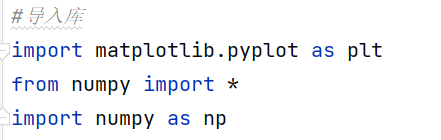 #导入库
import matplotlib.pyplot as plt
from numpy import *
import numpy as np